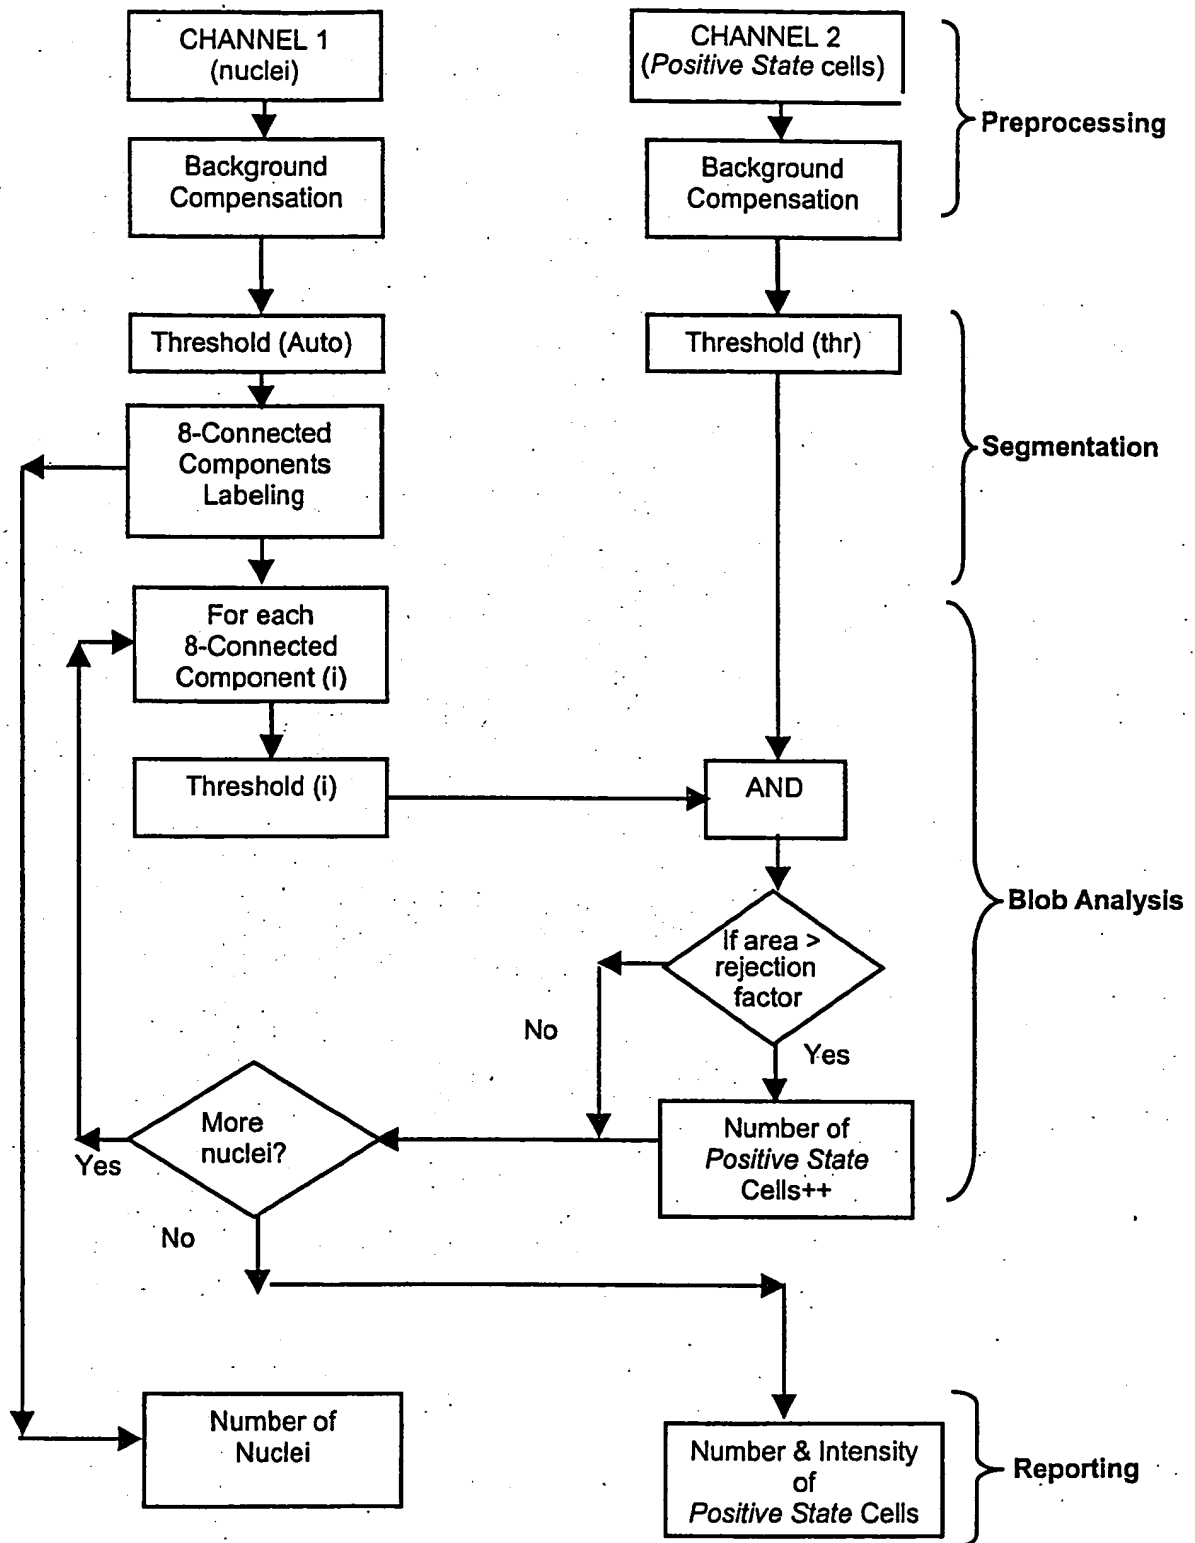 CHANNEL 1
(nuclei)
CHANNEL 2
(Positive State cells)
Preprocessing
Background
Compensation
Background
Compensation
Threshold (Auto)
Threshold (thr)
8-Connected
Components
Labeling
Segmentation
For each
8-Connected
Component (i)
Threshold (i)
AND
Blob Analysis
If area >
rejection
factor
No
Yes
More
nuclei?
Number of
Positive State
Cells++
Yes
No
Number of
Nuclei
Number & Intensity
of
Positive State Cells
Reporting